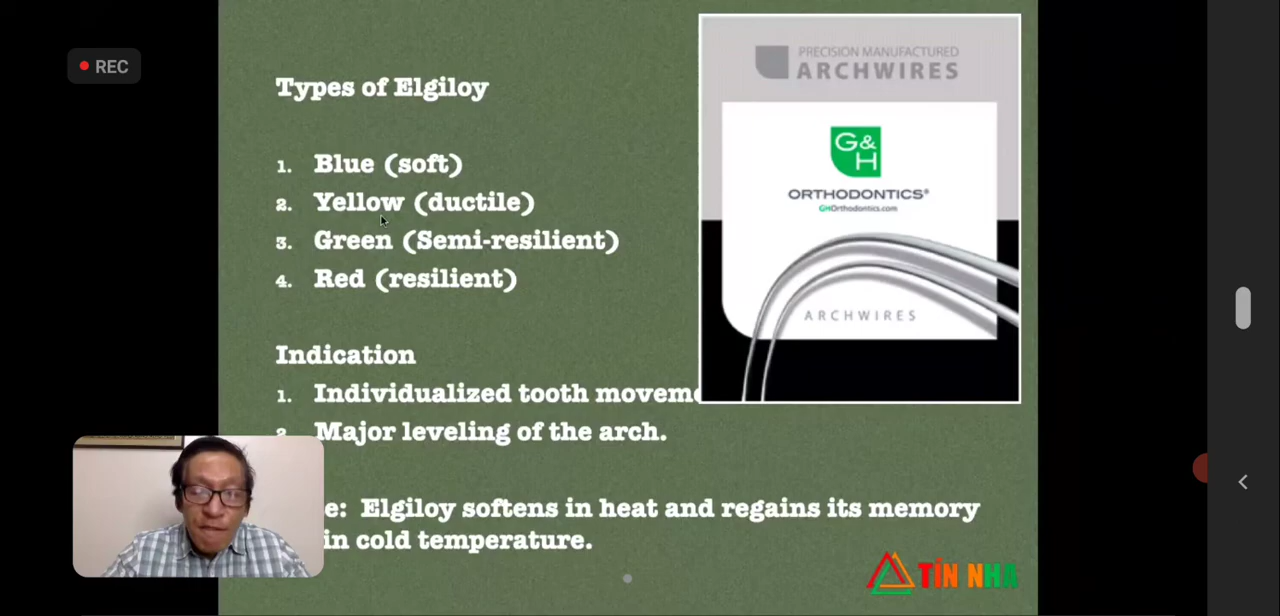 REC
Types of Elgiloy
1. Blue (soft)
2. Yellow (ductile)
3. Green (Semi-resilient)
4. Red (resilient)
Indication
1. Individualized tooth
Major leveling of the arch.
Elgiloy softens in heat and regains its memory
in cold temperature.
PRECISION MANUFACTURED
ARCHWIRES
G&
H
ORTHODONTICS®
GHOrthodontics.com
ARCHWIRES
TÍN NHA